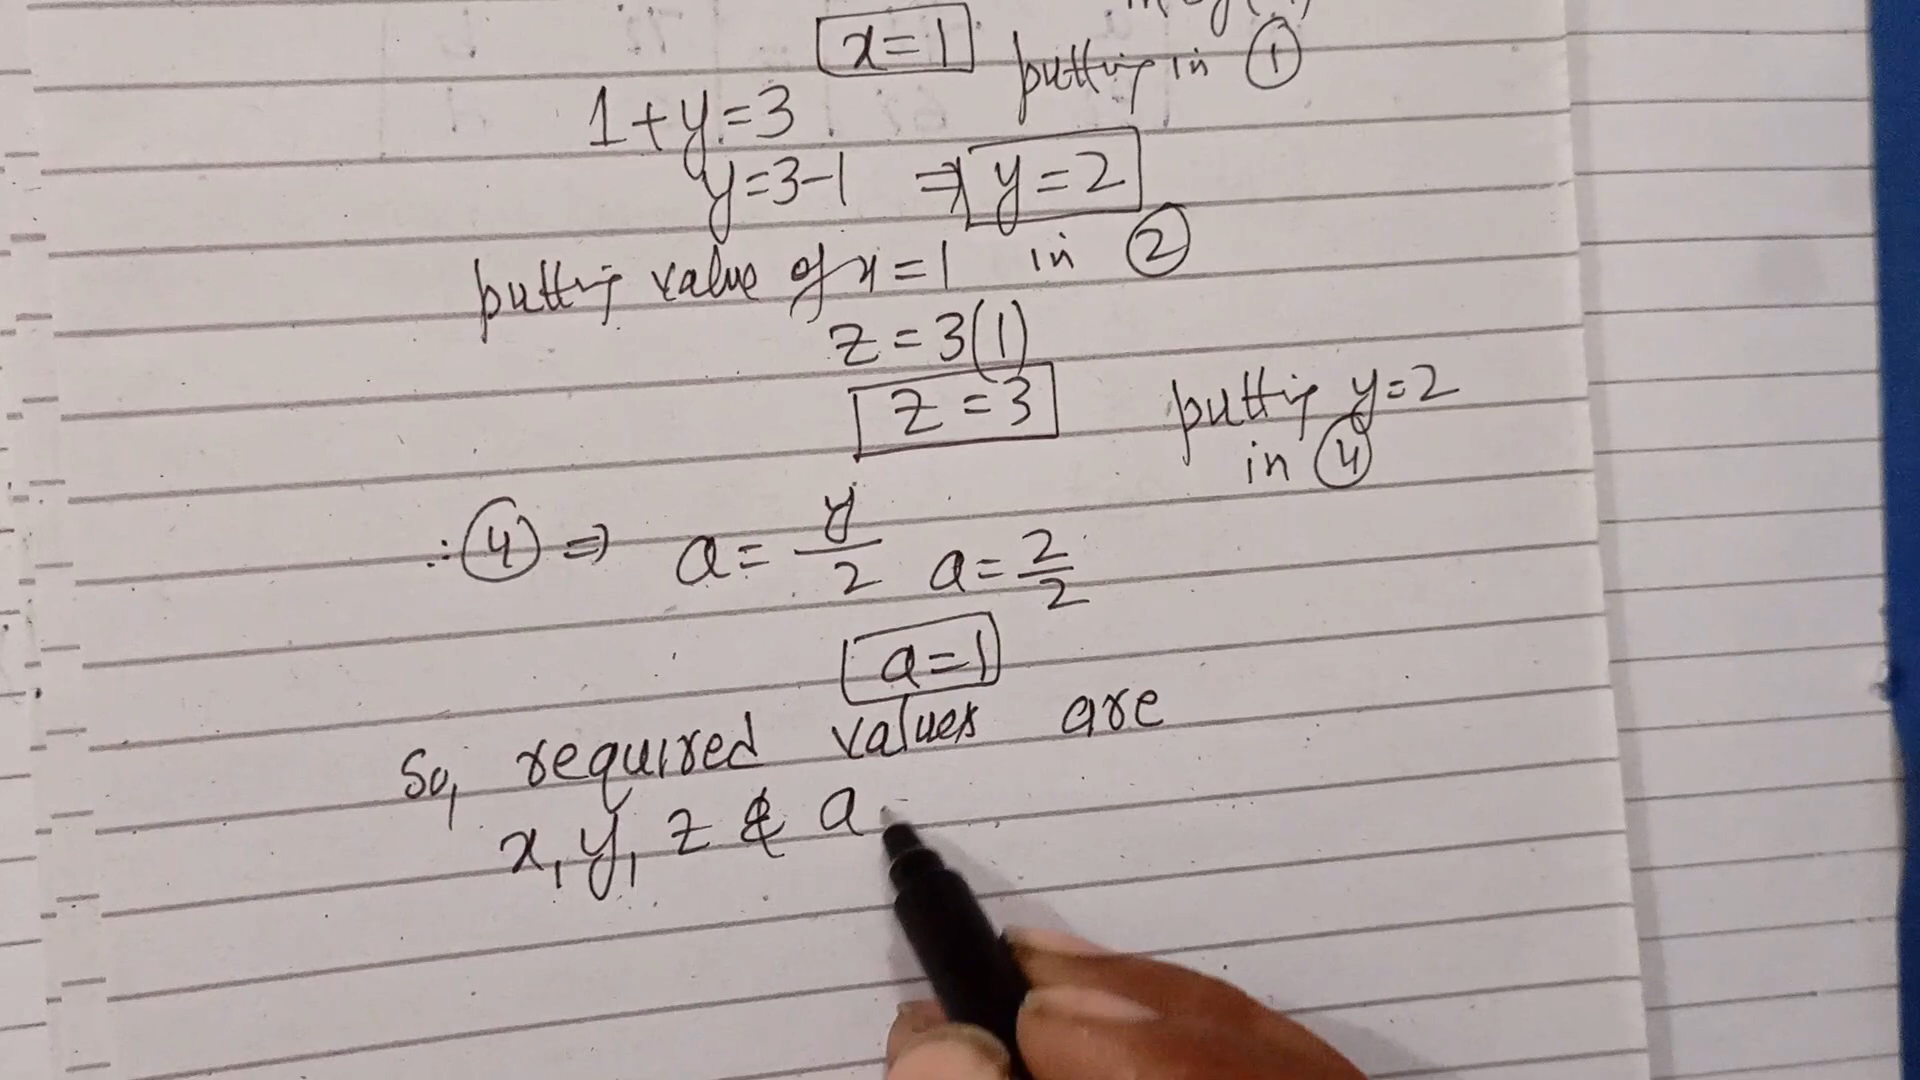 x=1 putting in ①
1+y=3
y=3-1 ⇒ y=2
putting value of x=1 in ②
z=3(1)
z=3 putting y=2
in ④
∴ ④ ⇒ a=y/2 a=2/2
a=1
So, required values are
x, y, z & a